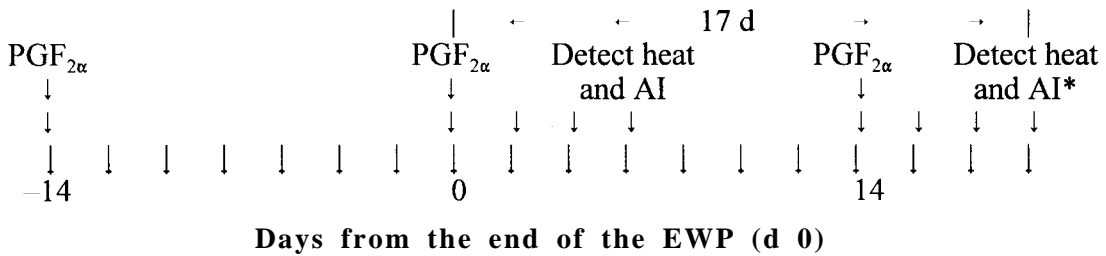 17 d
PGF2α PGF2α Detect heat PGF2α Detect heat
and AI and AI*
–14 0 14
Days from the end of the EWP (d 0)